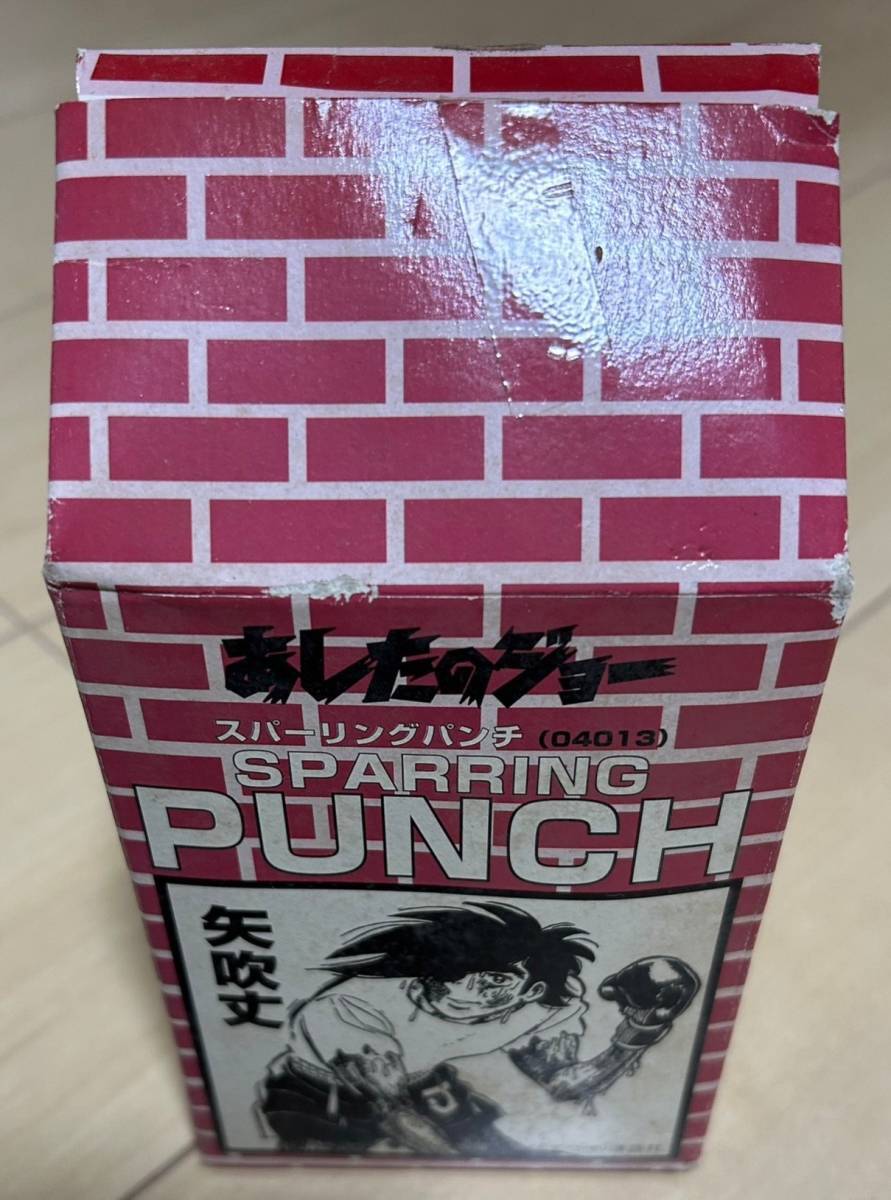 あしたのジョー
スパーリングパンチ (04013)
SPARRING
PUNCH
矢吹丈